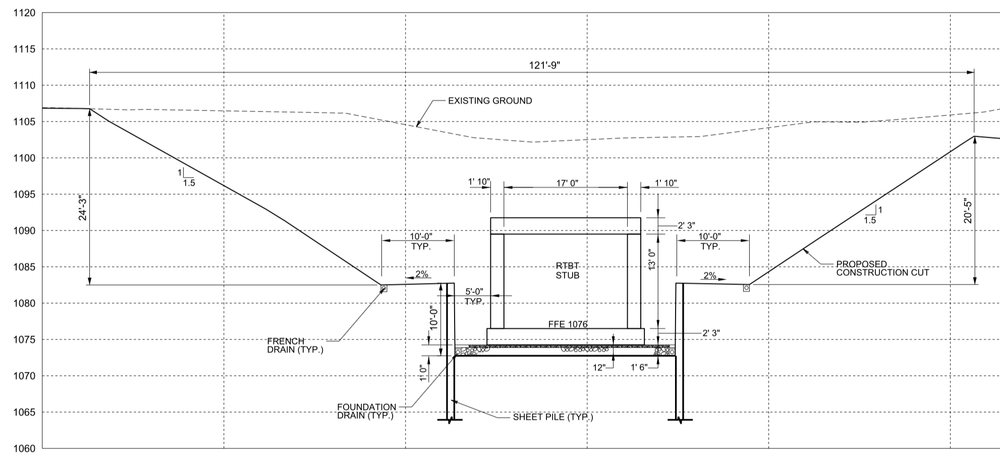 1120
1115
1110
1105
1100
1095
1090
1085
1080
1075
1070
1065
1060
121'-9"
EXISTING GROUND
1
1.5
24'-3"
1' 10"
17' 0"
1' 10"
2' 3"
10'-0"
TYP.
10'-0"
TYP.
1
1.5
20'-5"
13' 0"
RTBT
STUB
2%
2%
PROPOSED
CONSTRUCTION CUT
5'-0"
TYP.
10'-0"
FFE 1076
2' 3"
FRENCH
DRAIN (TYP.)
1' 0"
12"
1' 6"
FOUNDATION
DRAIN (TYP.)
SHEET PILE (TYP.)